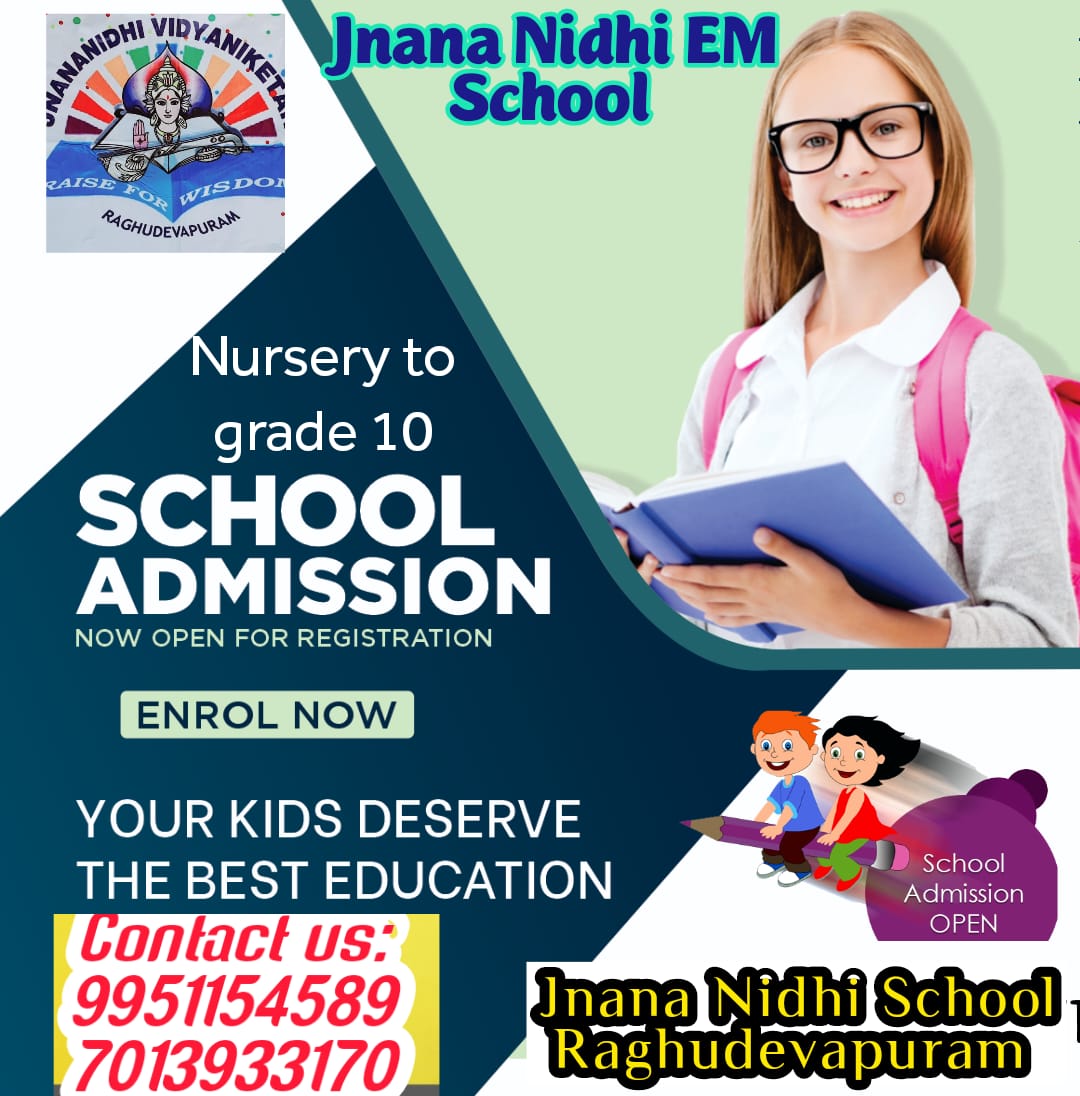 JNANANIDHI VIDYANIKETAN
RAISE FOR WISDOM
RAGHUDEVAPURAM
Jnana Nidhi EM
School
Nursery to
grade 10
SCHOOL
ADMISSION
NOW OPEN FOR REGISTRATION
ENROL NOW
YOUR KIDS DESERVE
THE BEST EDUCATION
School
Admission
OPEN
Contact us:
9951154589
7013933170
Jnana Nidhi School
Raghudevapuram